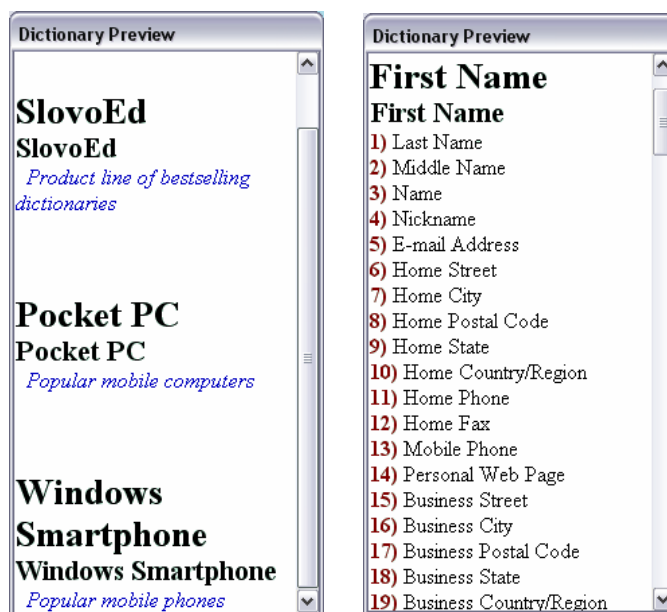 Dictionary Preview
SlovoEd
SlovoEd
Product line of bestselling
dictionaries
Pocket PC
Pocket PC
Popular mobile computers
Windows
Smartphone
Windows Smartphone
Popular mobile phones
Dictionary Preview
First Name
First Name
1) Last Name
2) Middle Name
3) Name
4) Nickname
5) E-mail Address
6) Home Street
7) Home City
8) Home Postal Code
9) Home State
10) Home Country/Region
11) Home Phone
12) Home Fax
13) Mobile Phone
14) Personal Web Page
15) Business Street
16) Business City
17) Business Postal Code
18) Business State
19) Business Country/Region